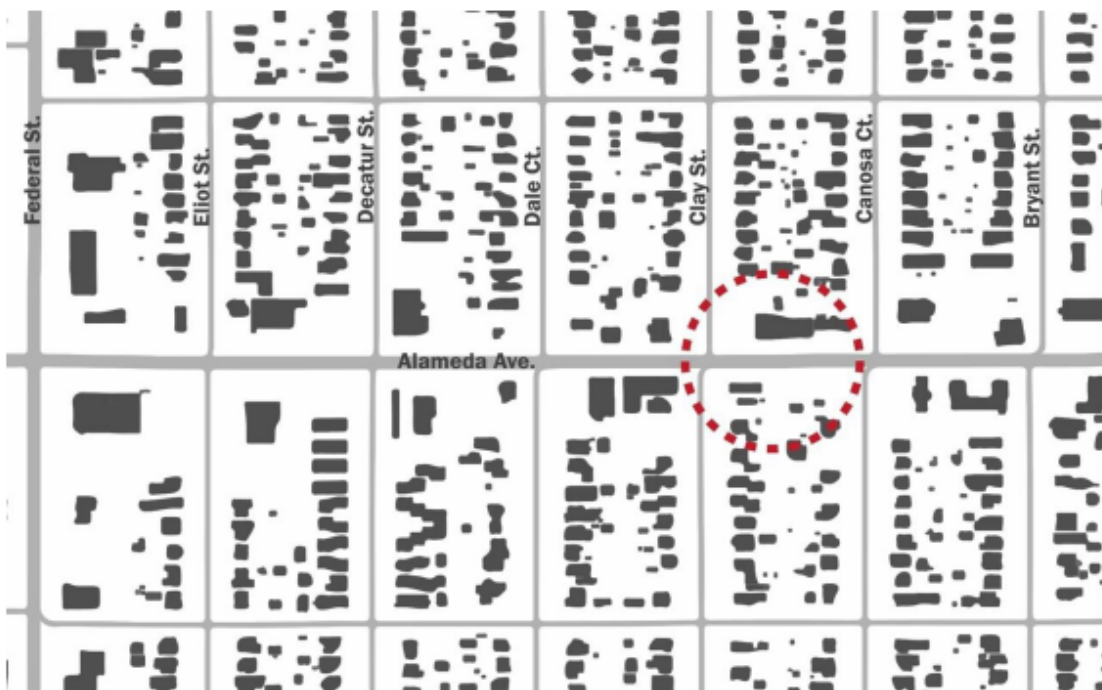 Federal St.
Eliot St.
Decatur St.
Dale Ct.
Clay St.
Canosa Ct.
Bryant St.
Alameda Ave.